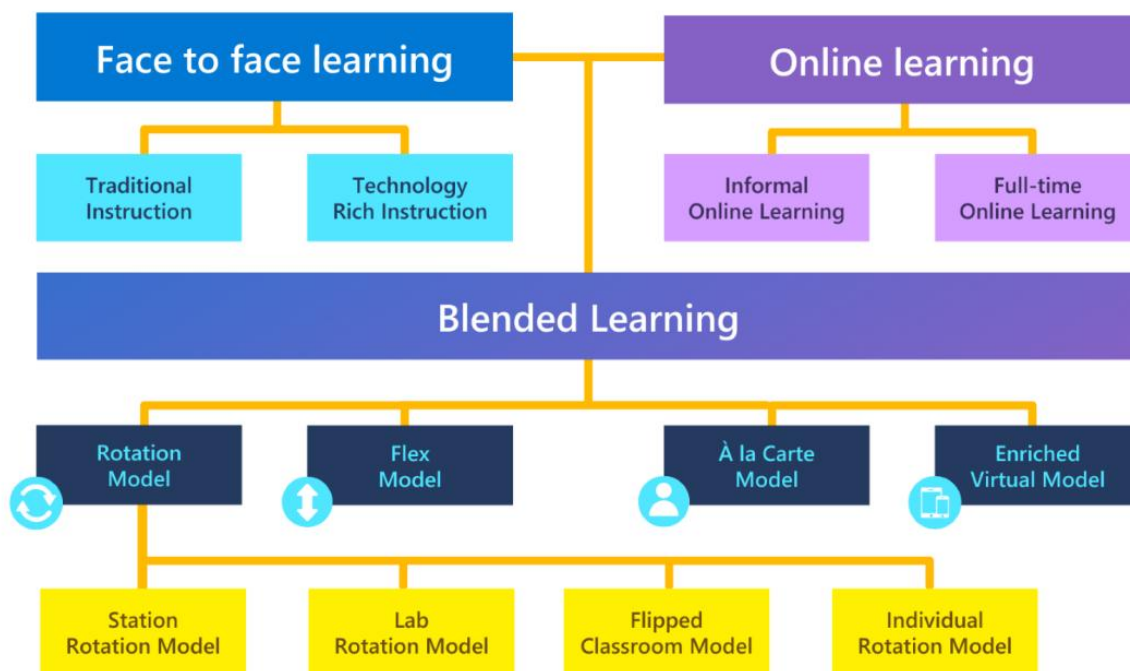 Face to face learning
Online learning
Traditional
Instruction
Technology
Rich Instruction
Informal
Online Learning
Full-time
Online Learning
Blended Learning
Rotation
Model
Flex
Model
À la Carte
Model
Enriched
Virtual Model
Station
Rotation Model
Lab
Rotation Model
Flipped
Classroom Model
Individual
Rotation Model